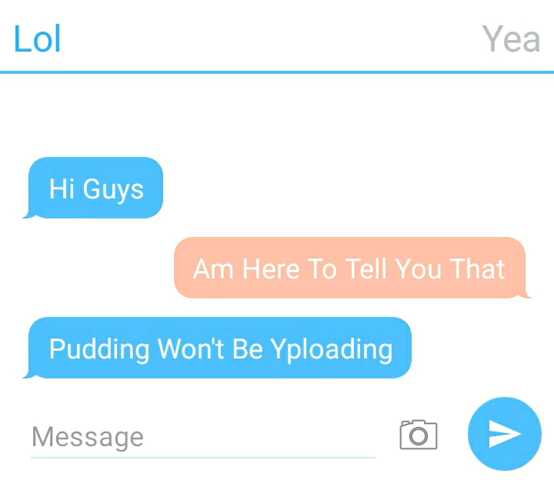 Lol
Yea
Hi Guys
Am Here To Tell You That
Pudding Won't Be Yploading
Message